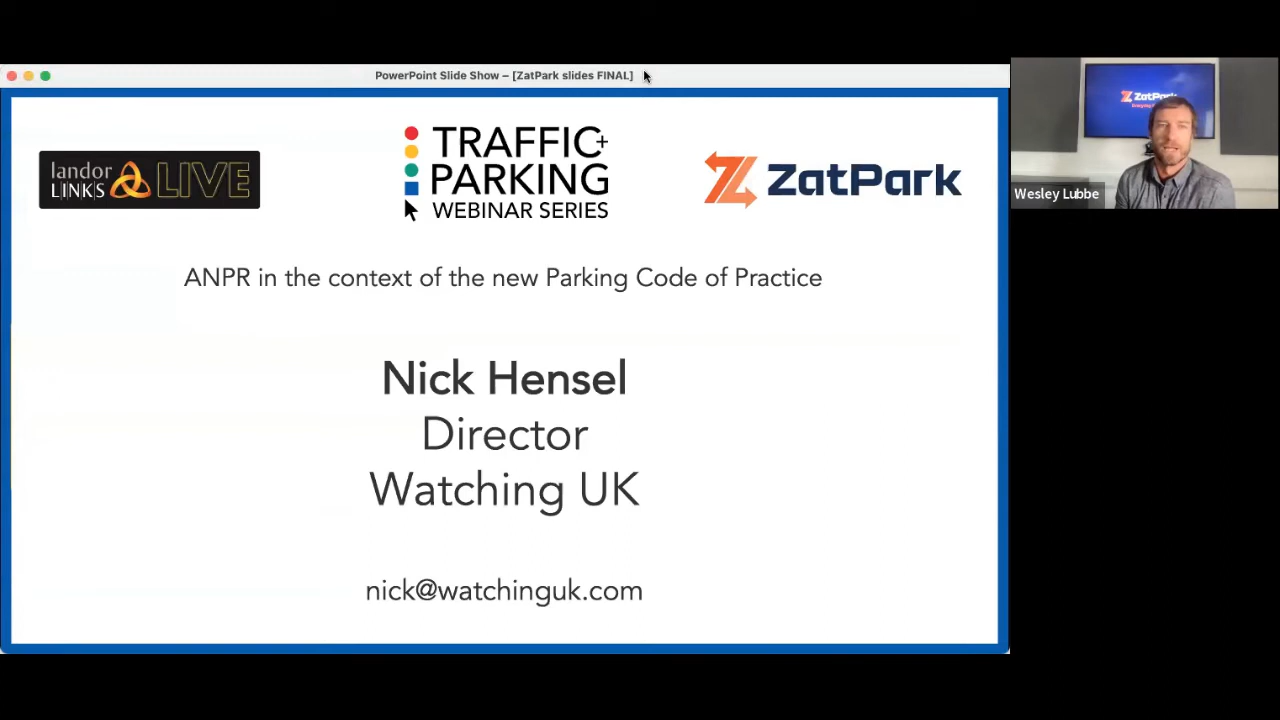 PowerPoint Slide Show – [ZatPark slides FINAL]
landor
LINKS
LIVE
TRAFFIC+
PARKING
WEBINAR SERIES
ZatPark
ANPR in the context of the new Parking Code of Practice
Nick Hensel
Director
Watching UK
nick@watchinguk.com
ZatPark
Wesley Lubbe